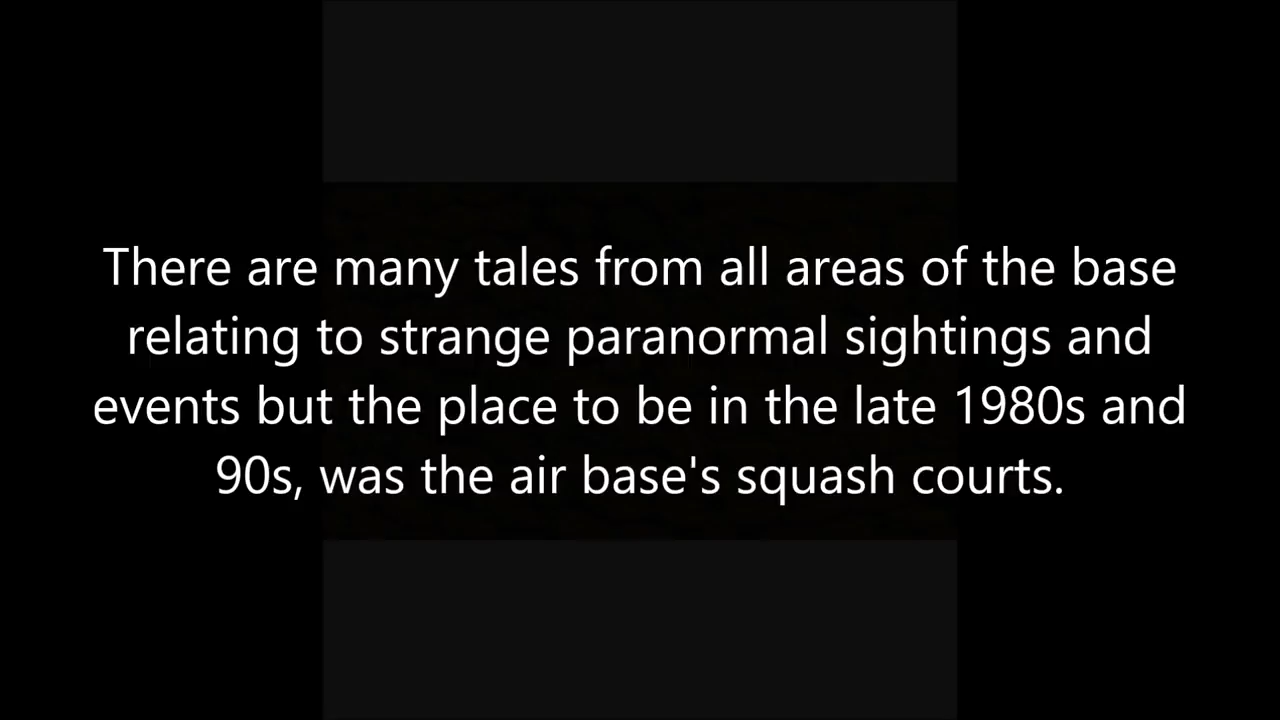 There are many tales from all areas of the base
relating to strange paranormal sightings and
events but the place to be in the late 1980s and
90s, was the air base's squash courts.